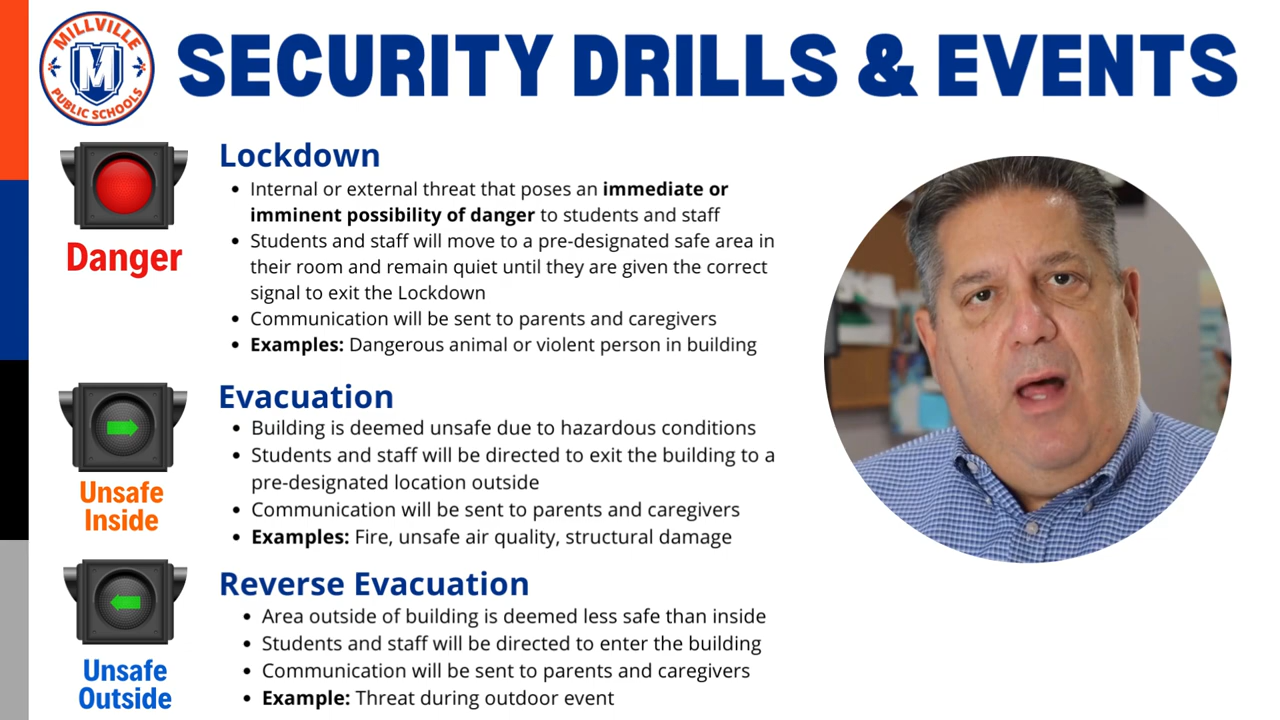 MILLVILLE
M
PUBLIC SCHOOLS
SECURITY DRILLS & EVENTS
Danger
Lockdown
• Internal or external threat that poses an immediate or
imminent possibility of danger to students and staff
• Students and staff will move to a pre-designated safe area in
their room and remain quiet until they are given the correct
signal to exit the Lockdown
• Communication will be sent to parents and caregivers
• Examples: Dangerous animal or violent person in building
Unsafe
Inside
Evacuation
• Building is deemed unsafe due to hazardous conditions
• Students and staff will be directed to exit the building to a
pre-designated location outside
• Communication will be sent to parents and caregivers
• Examples: Fire, unsafe air quality, structural damage
Unsafe
Outside
Reverse Evacuation
• Area outside of building is deemed less safe than inside
• Students and staff will be directed to enter the building
• Communication will be sent to parents and caregivers
• Example: Threat during outdoor event